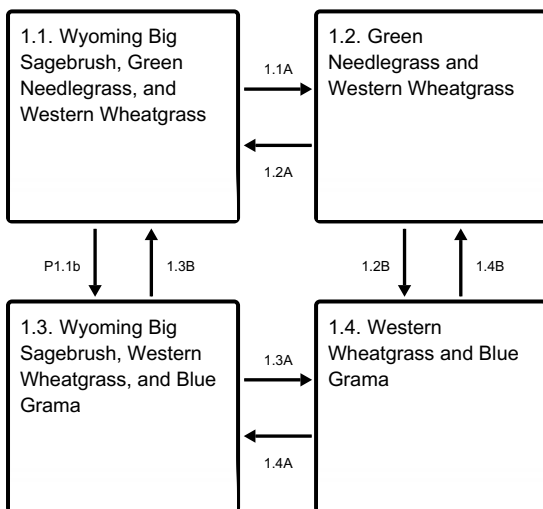 1.1. Wyoming Big
Sagebrush, Green
Needlegrass, and
Western Wheatgrass
1.1A
1.2. Green
Needlegrass and
Western Wheatgrass
1.2A
P1.1b
1.3B
1.2B
1.4B
1.3. Wyoming Big
Sagebrush, Western
Wheatgrass, and Blue
Grama
1.3A
1.4. Western
Wheatgrass and Blue
Grama
1.4A